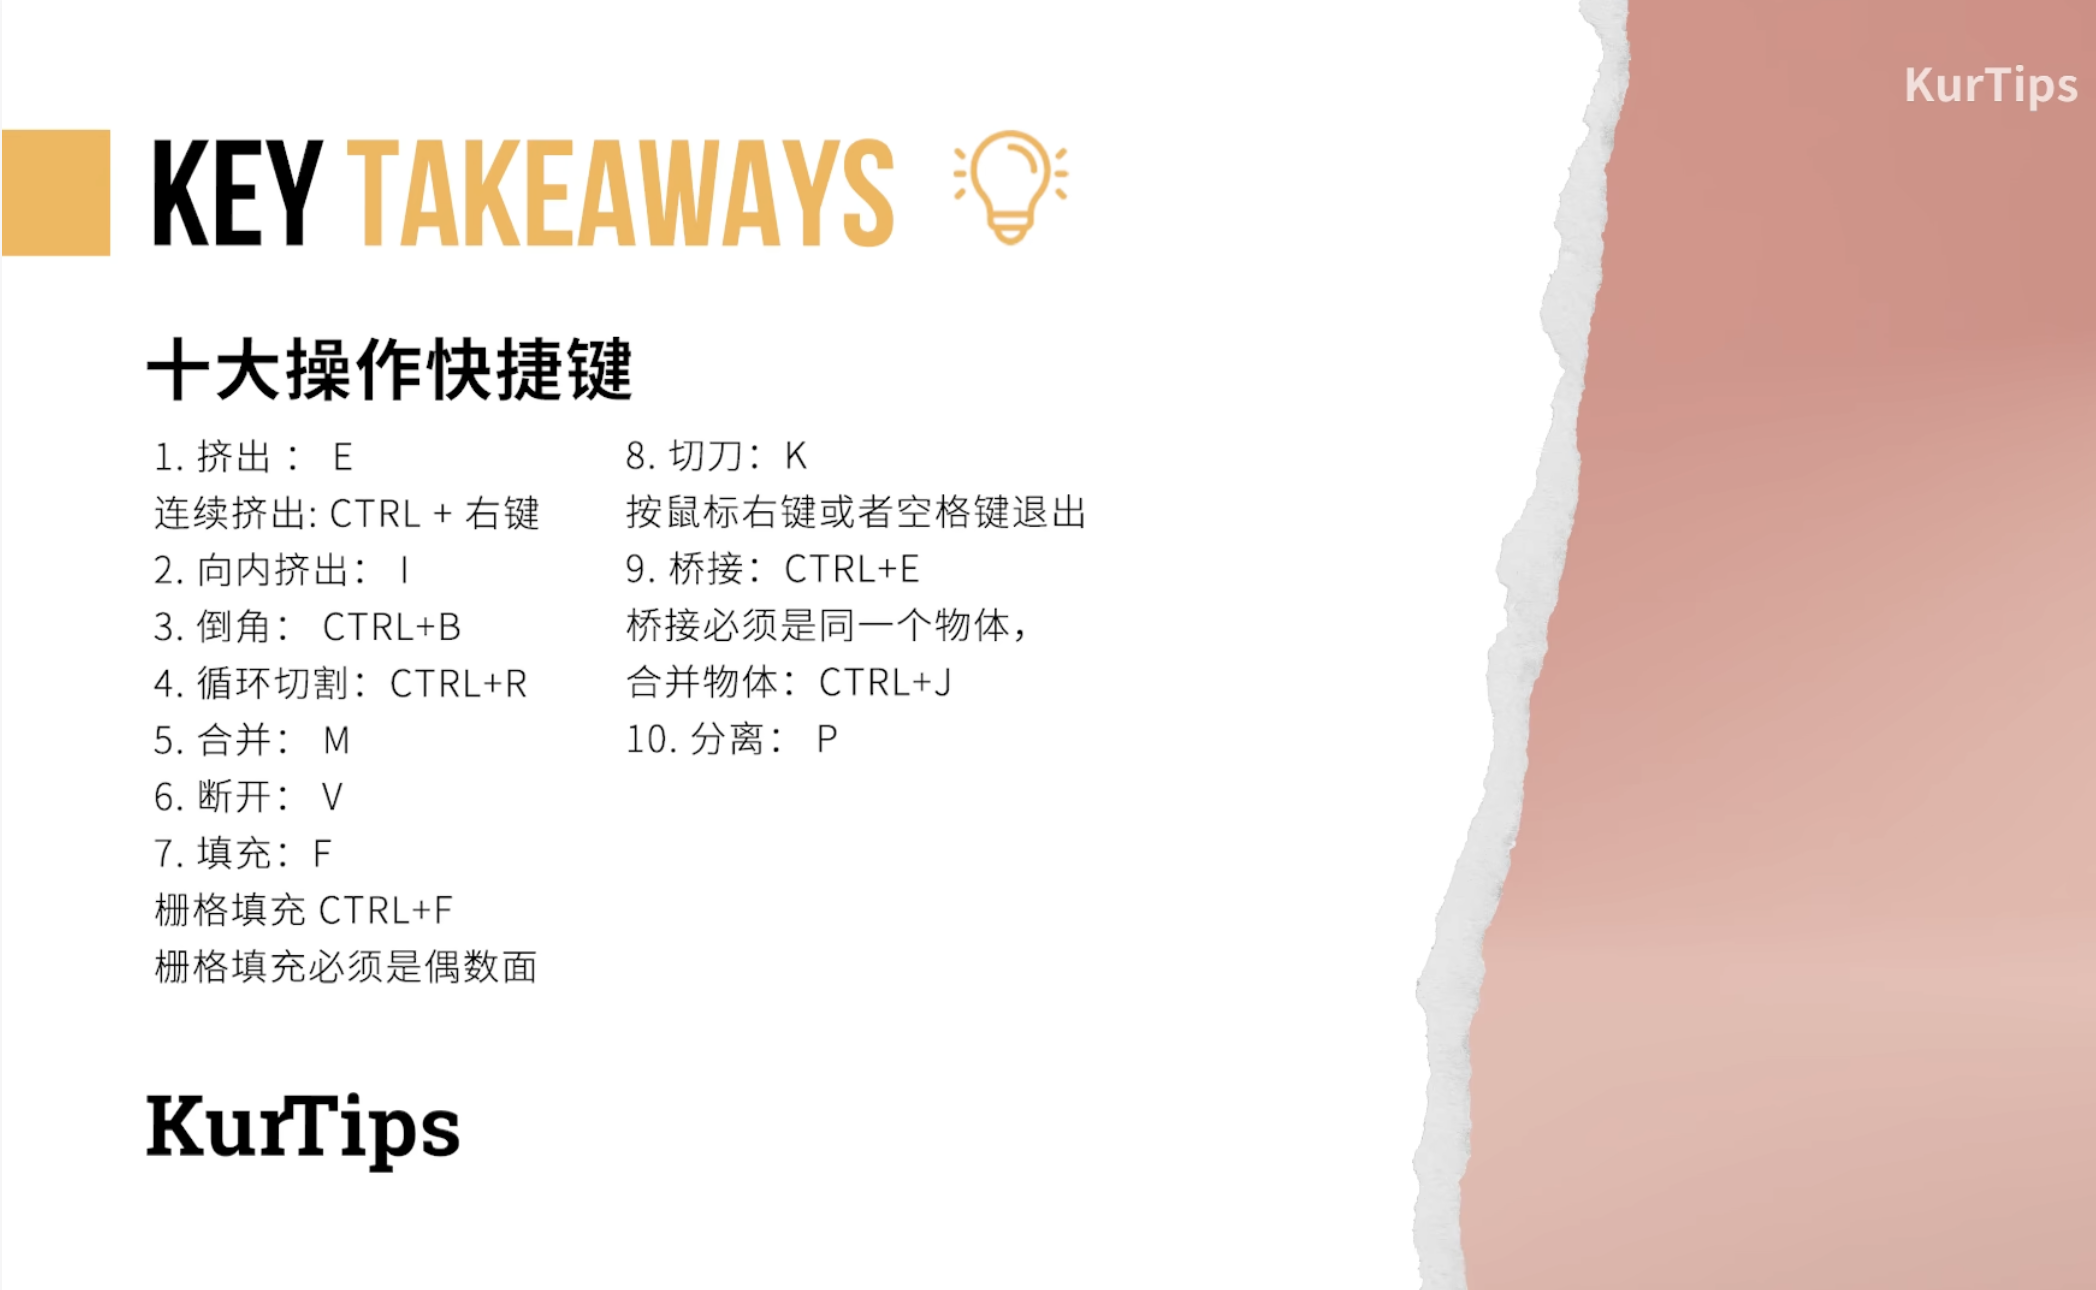 KurTips
KEY TAKEAWAYS
十大操作快捷键
1. 挤出： E
连续挤出: CTRL + 右键
2. 向内挤出： I
3. 倒角： CTRL+B
4. 循环切割：CTRL+R
5. 合并： M
6. 断开： V
7. 填充：F
栅格填充 CTRL+F
栅格填充必须是偶数面
8. 切刀：K
按鼠标右键或者空格键退出
9. 桥接：CTRL+E
桥接必须是同一个物体，
合并物体：CTRL+J
10. 分离： P
KurTips